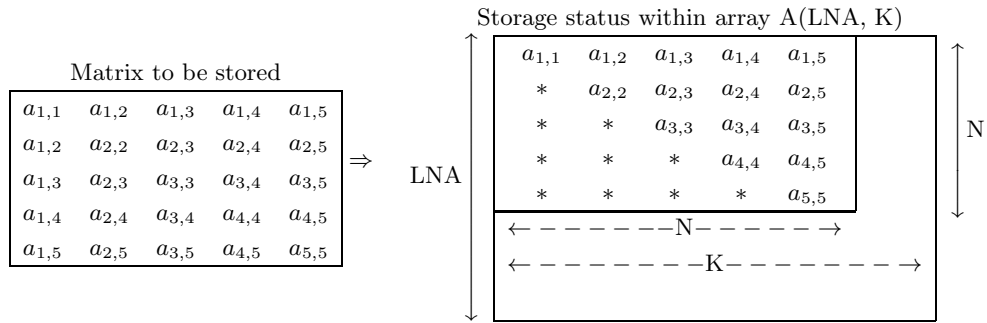 Storage status within array A(LNA, K)
Matrix to be stored
a1,1 a1,2 a1,3 a1,4 a1,5
a1,2 a2,2 a2,3 a2,4 a2,5
a1,3 a2,3 a3,3 a3,4 a3,5
a1,4 a2,4 a3,4 a4,4 a4,5
a1,5 a2,5 a3,5 a4,5 a5,5
⇒
LNA
a1,1 a1,2 a1,3 a1,4 a1,5
* a2,2 a2,3 a2,4 a2,5
* * a3,3 a3,4 a3,5
* * * a4,4 a4,5
* * * * a5,5
N
N
K